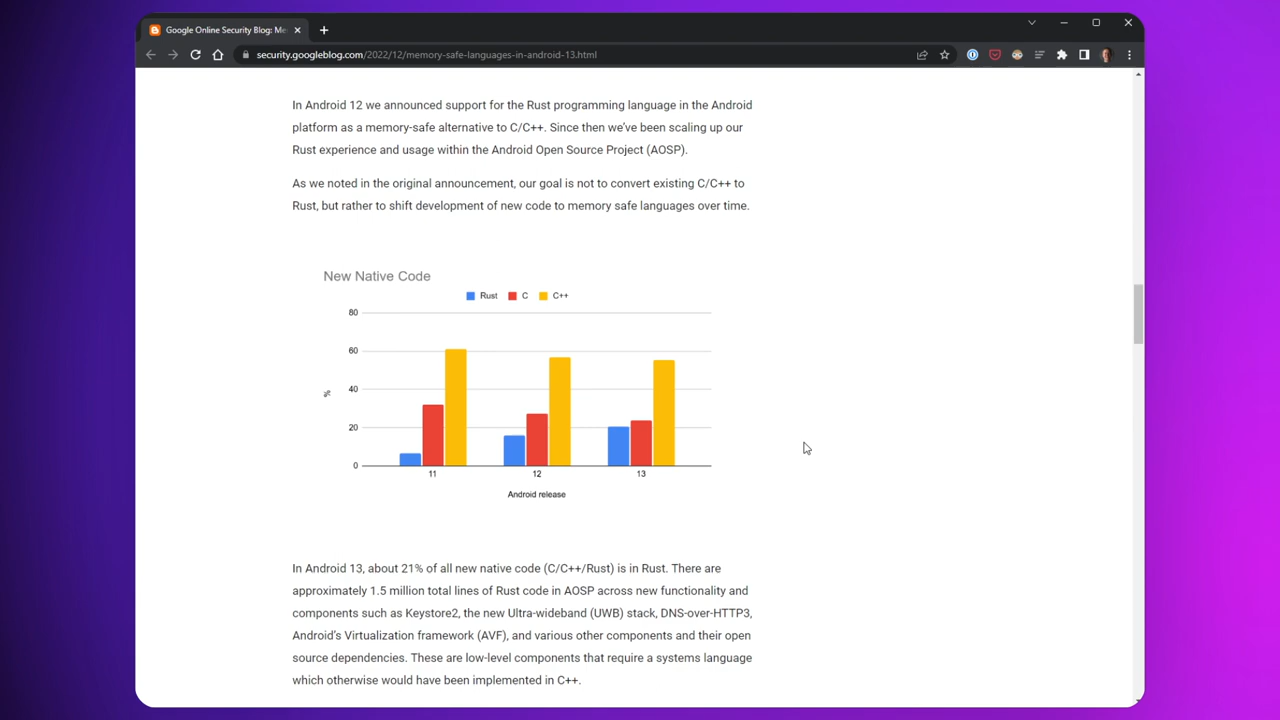 Google Online Security Blog: Me
security.googleblog.com/2022/12/memory-safe-languages-in-android-13.html
In Android 12 we announced support for the Rust programming language in the Android
platform as a memory-safe alternative to C/C++. Since then we’ve been scaling up our
Rust experience and usage within the Android Open Source Project (AOSP).
As we noted in the original announcement, our goal is not to convert existing C/C++ to
Rust, but rather to shift development of new code to memory safe languages over time.
New Native Code
Rust C C++
80
60
%
40
20
0
11 12 13
Android release
In Android 13, about 21% of all new native code (C/C++/Rust) is in Rust. There are
approximately 1.5 million total lines of Rust code in AOSP across new functionality and
components such as Keystore2, the new Ultra-wideband (UWB) stack, DNS-over-HTTP3,
Android’s Virtualization framework (AVF), and various other components and their open
source dependencies. These are low-level components that require a systems language
which otherwise would have been implemented in C++.